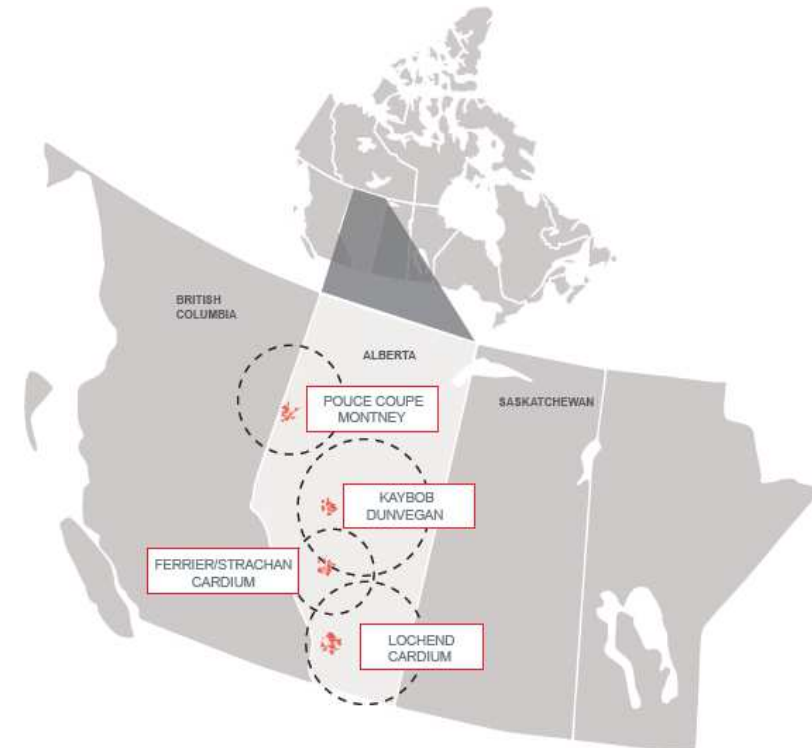 BRITISH
COLUMBIA
ALBERTA
POUCE COUPE
MONTNEY
SASKATCHEWAN
KAYBOB
DUNVEGAN
FERRIER/STRACHAN
CARDIUM
LOCHEND
CARDIUM